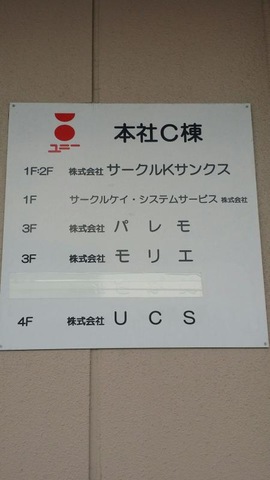 ユニー
本社C棟
1F・2F 株式会社 サークルKサンクス
1F サークルケイ・システムサービス 株式会社
3F 株式会社 パレモ
3F 株式会社 モリエ
4F 株式会社 UCS